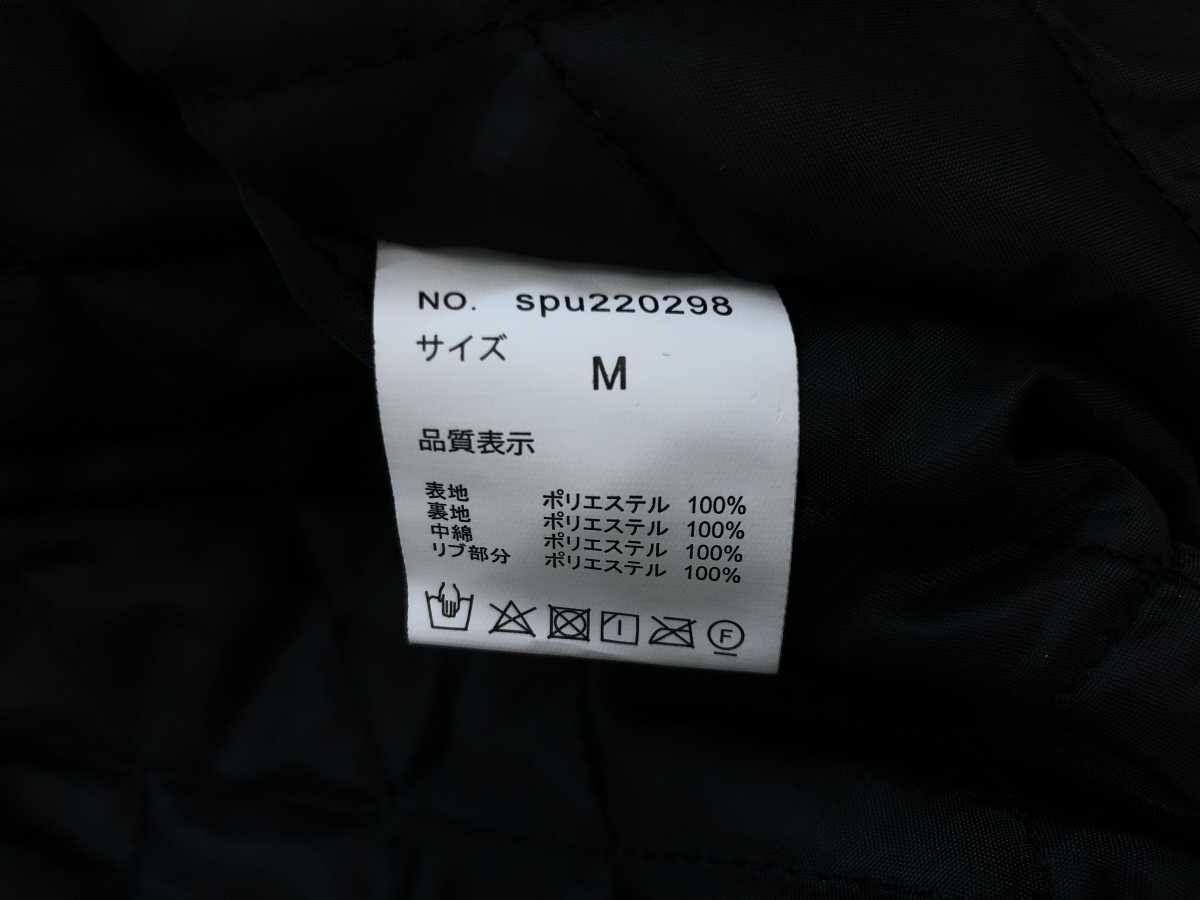 NO. spu220298
サイズ
M
品質表示
表地 ポリエステル 100%
裏地 ポリエステル 100%
中綿 ポリエステル 100%
リブ部分 ポリエステル 100%
F